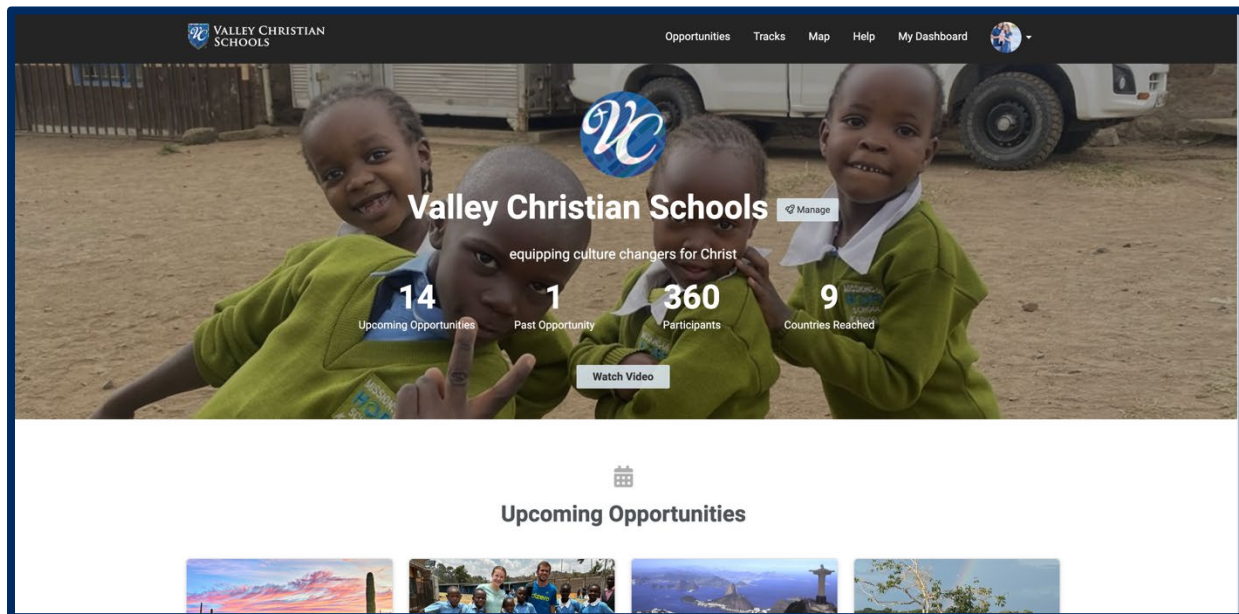 VALLEY CHRISTIAN
SCHOOLS
Opportunities Tracks Map Help My Dashboard
VC
Valley Christian Schools
Manage
equipping culture changers for Christ
14 1 360 9
Upcoming Opportunities Past Opportunity Participants Countries Reached
Watch Video
Upcoming Opportunities